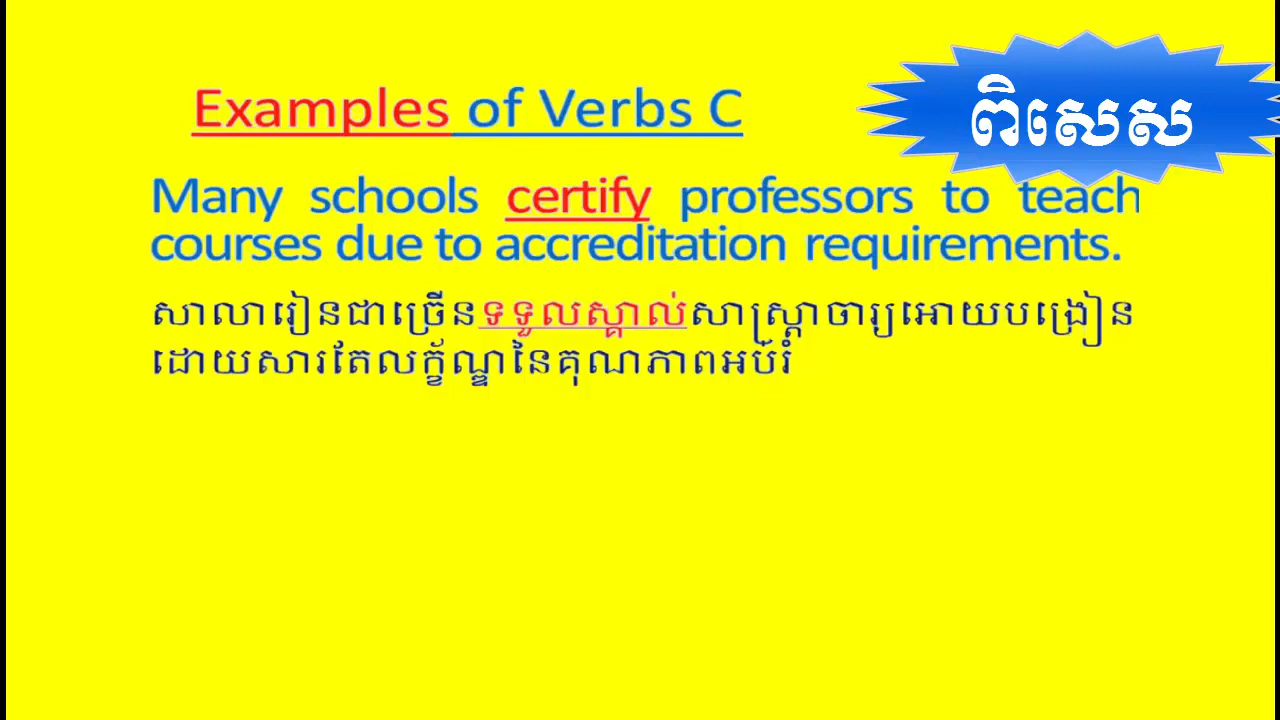 Examples of Verbs C
ពិសេស
Many schools certify professors to teach
courses due to accreditation requirements.
សាលារៀនជាច្រើនទទួលស្គាល់សាស្ត្រាចារ្យអោយបង្រៀន
ដោយសារតែលក្ខ័ណ្ឌនៃគុណភាពអប់រំ